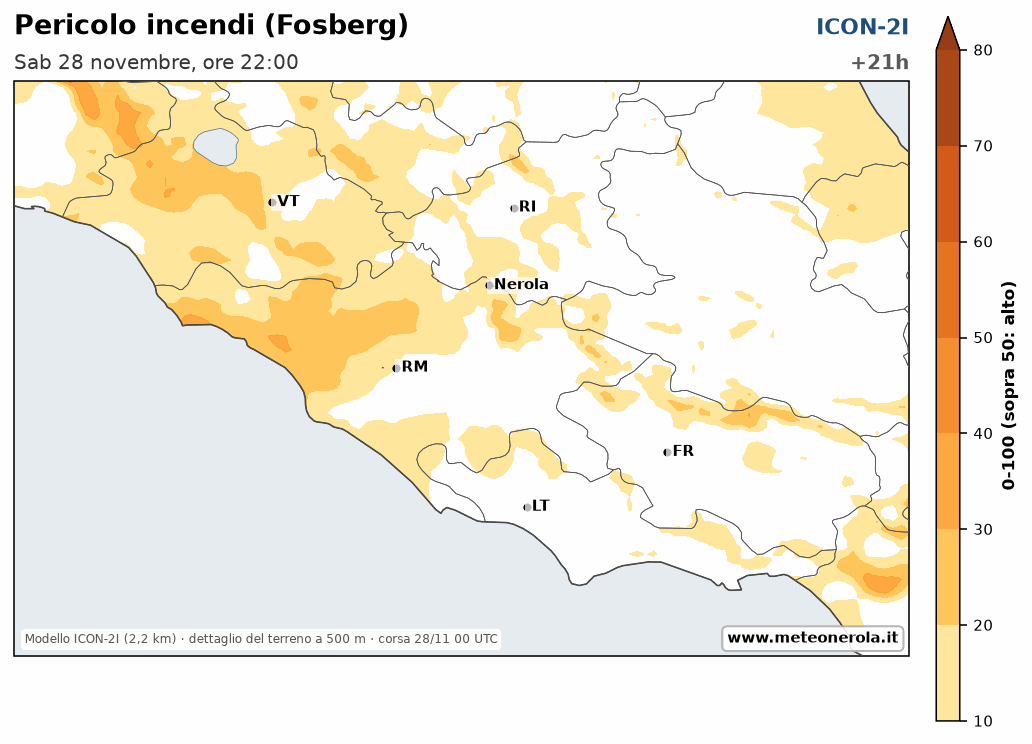 Pericolo incendi (Fosberg)
ICON-2I
Sab 28 novembre, ore 22:00
+21h
VT
RI
Nerola
RM
FR
LT
Modello ICON-2I (2,2 km) · dettaglio del terreno a 500 m · corsa 28/11 00 UTC
www.meteonerola.it
80
70
60
50
40
30
20
10
0-100 (sopra 50: alto)